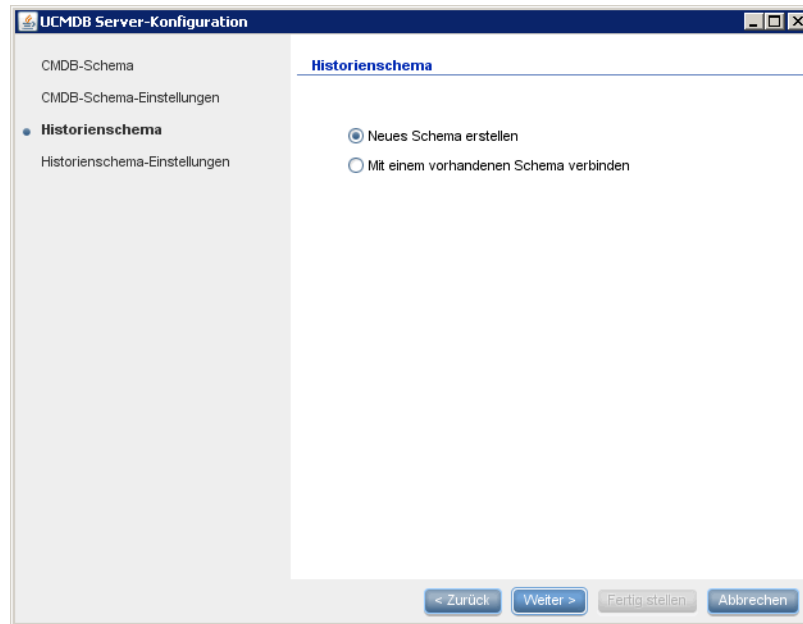 UCMDB Server-Konfiguration
CMDB-Schema
CMDB-Schema-Einstellungen
Historienschema
Historienschema-Einstellungen
Historienschema
Neues Schema erstellen
Mit einem vorhandenen Schema verbinden
< Zurück Weiter > Fertig stellen Abbrechen